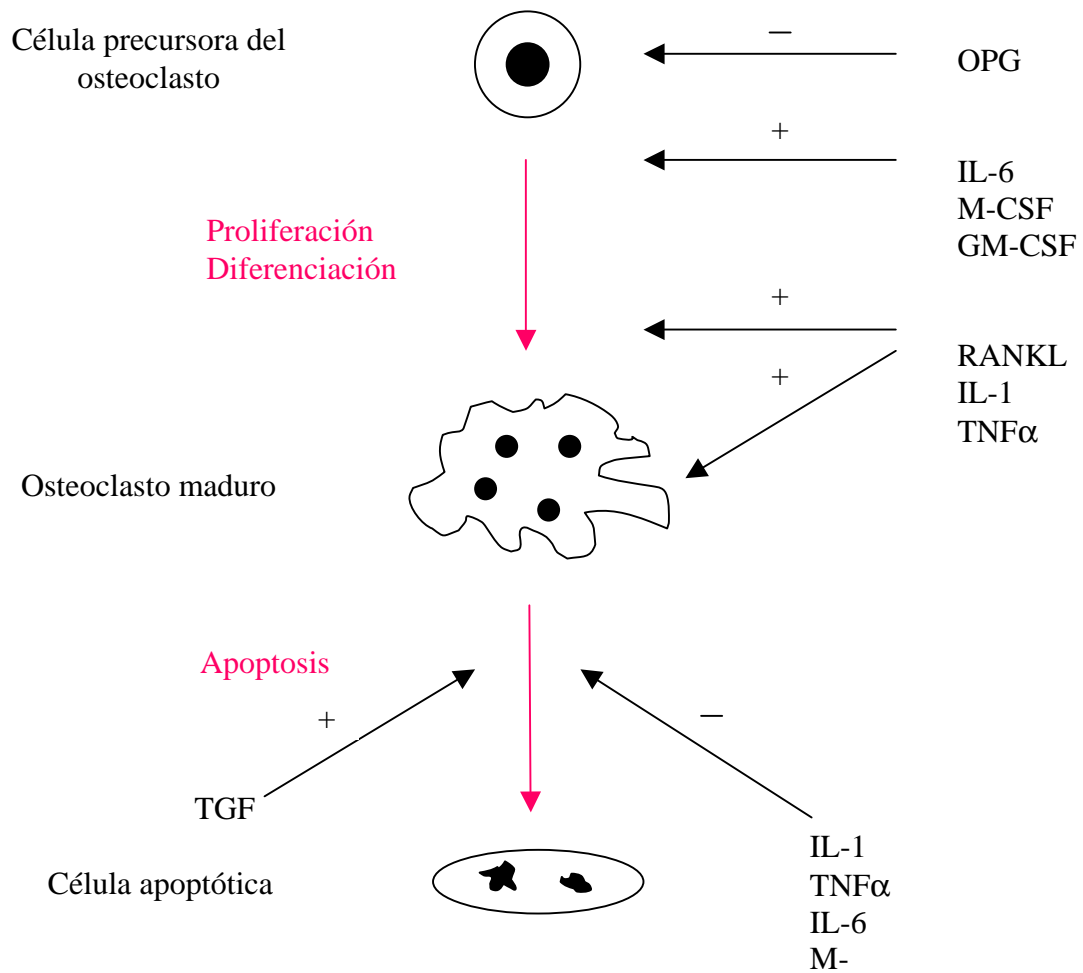 Célula precursora del
osteoclasto
−
OPG
+
IL-6
M-CSF
GM-CSF
Proliferación
Diferenciación
+
+
RANKL
IL-1
TNFα
Osteoclasto maduro
Apoptosis
+
−
TGF
IL-1
TNFα
IL-6
M-
Célula apoptótica